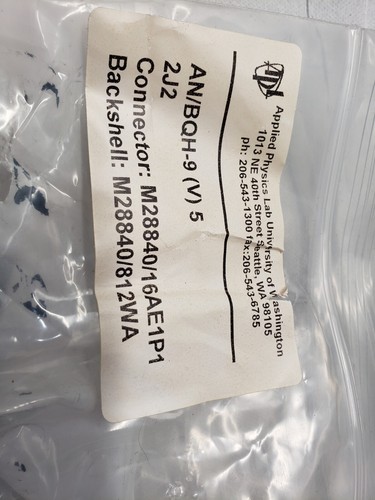 Applied Physics Lab University of Washington
1013 NE 40th Street Seattle, WA 98105
ph: 206-543-1300 fax:206-543-6785
AN/BQH-9 (V) 5
2J2
Connector: M28840/16AE1P1
Backshell: M28840/812WA